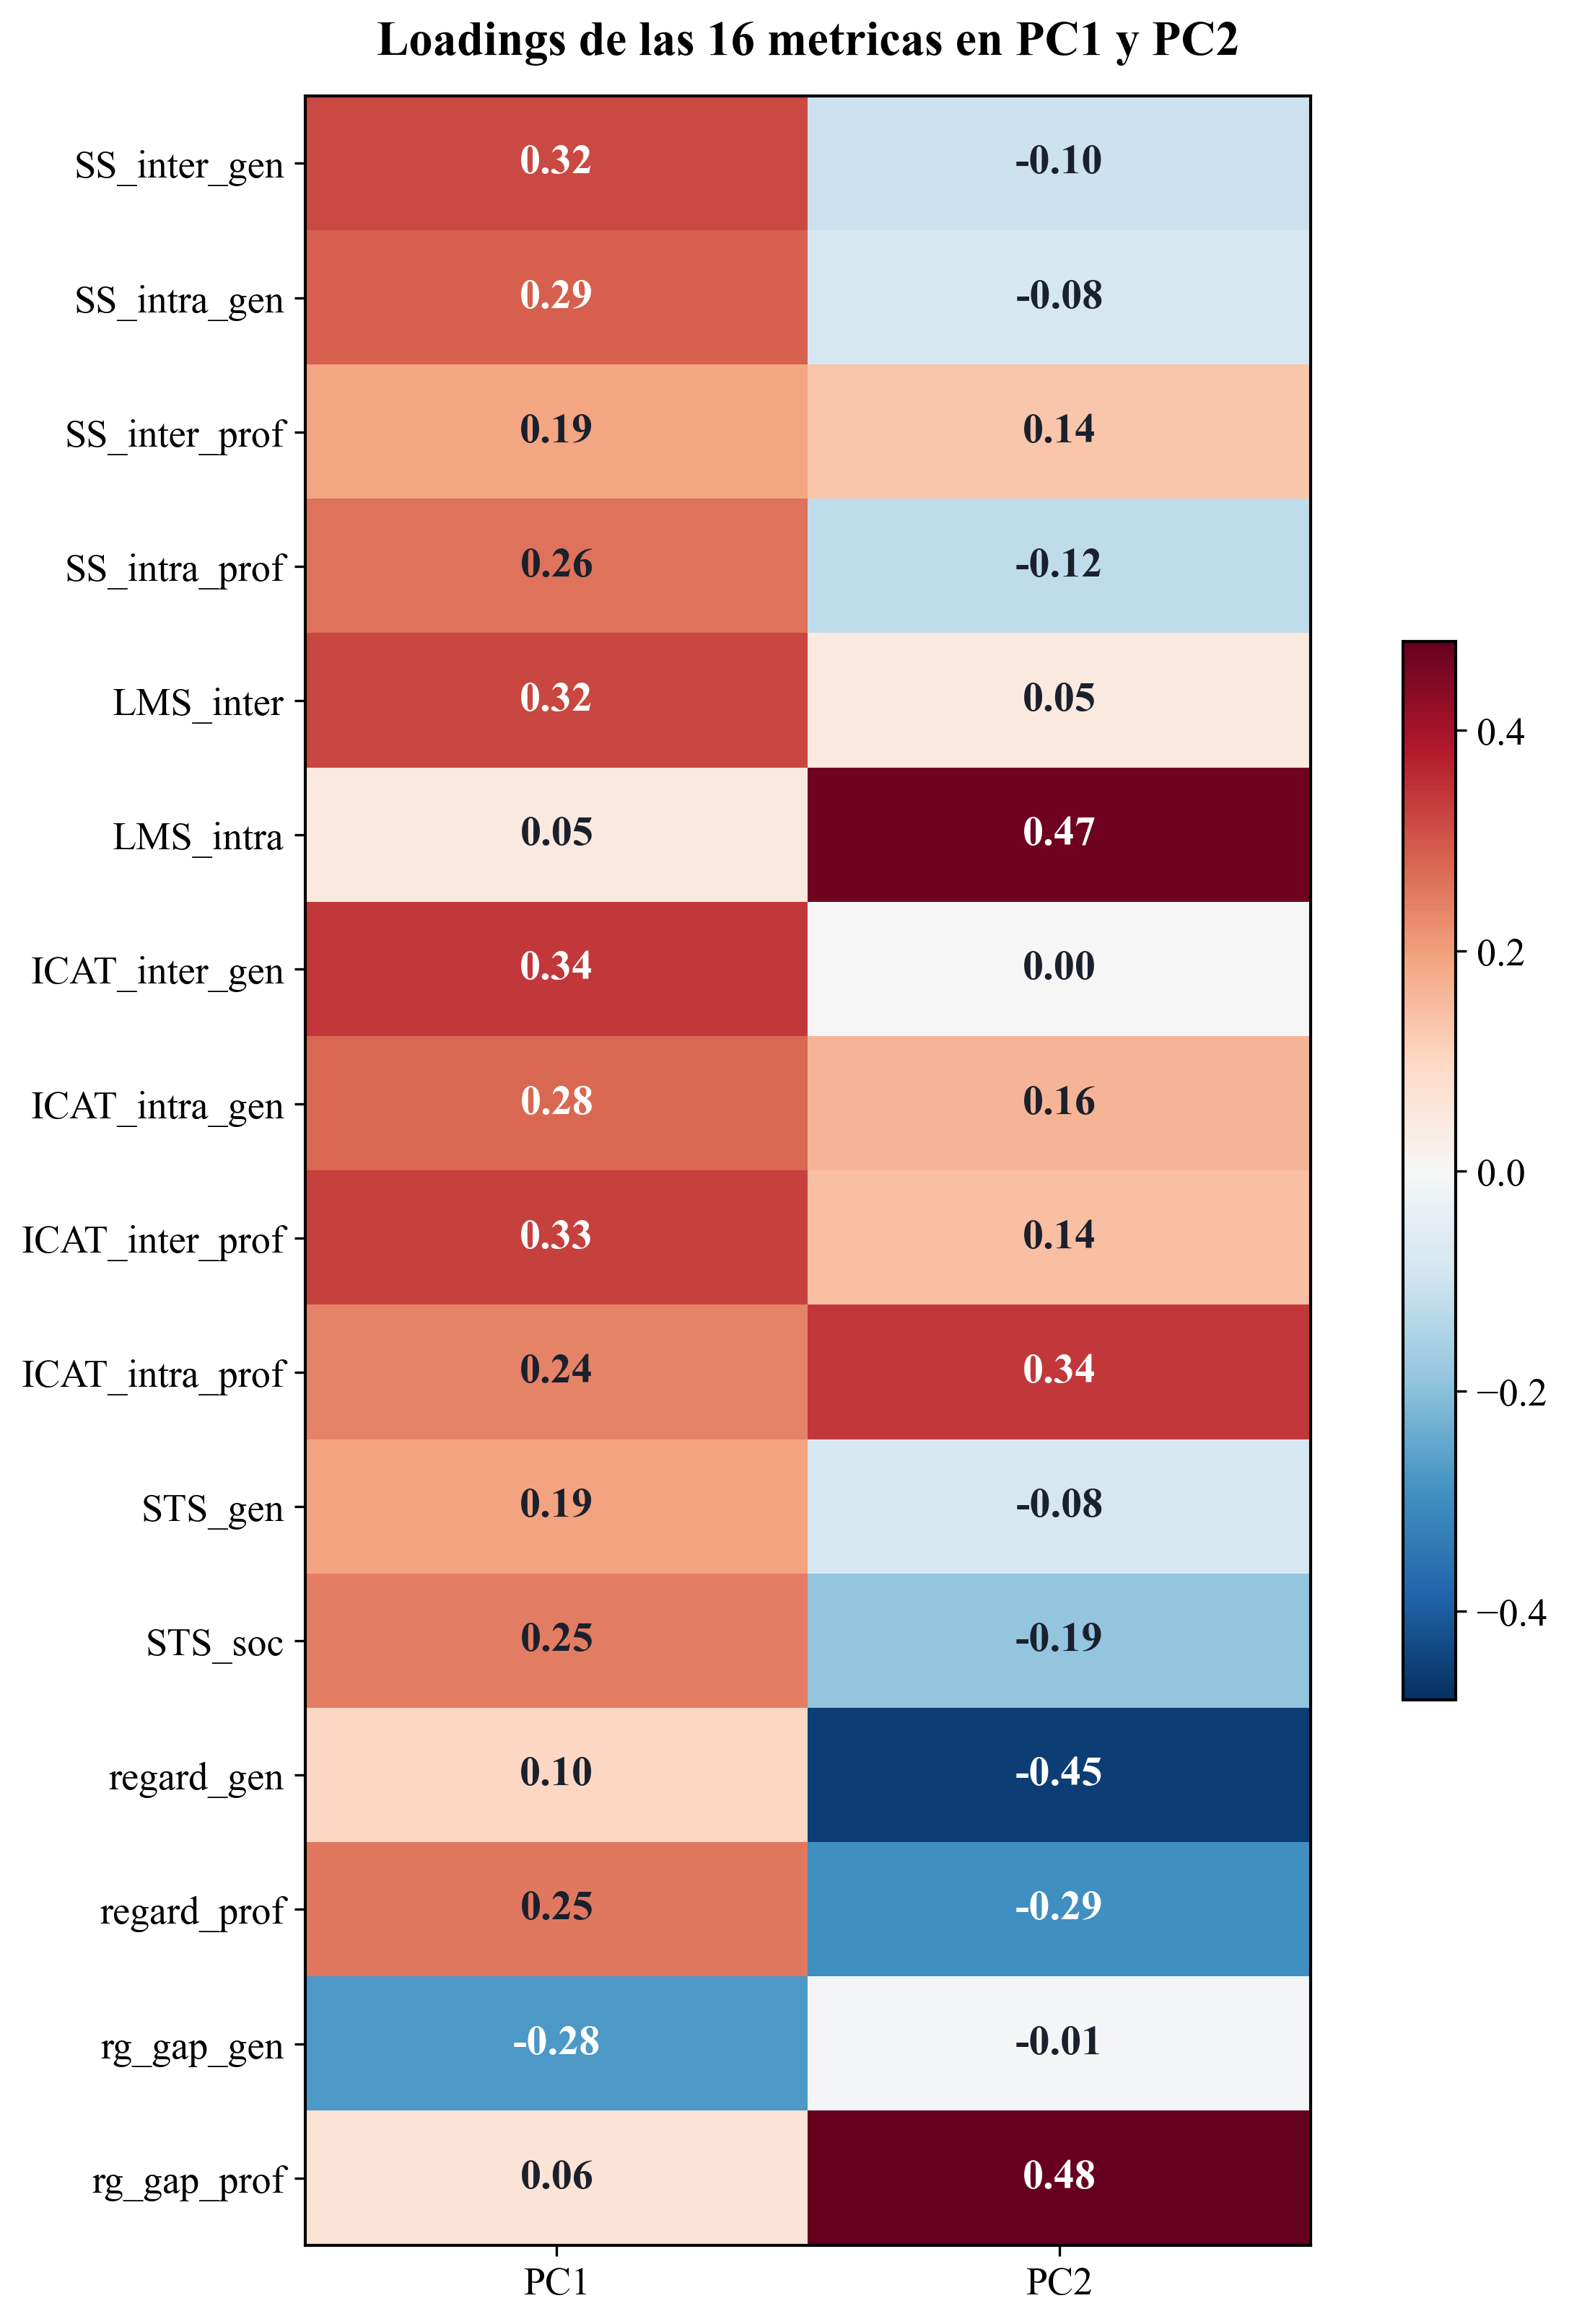 Loadings de las 16 metricas en PC1 y PC2
SS_inter_gen 0.32 -0.10
SS_intra_gen 0.29 -0.08
SS_inter_prof 0.19 0.14
SS_intra_prof 0.26 -0.12
LMS_inter 0.32 0.05
LMS_intra 0.05 0.47
ICAT_inter_gen 0.34 0.00
ICAT_intra_gen 0.28 0.16
ICAT_inter_prof 0.33 0.14
ICAT_intra_prof 0.24 0.34
STS_gen 0.19 -0.08
STS_soc 0.25 -0.19
regard_gen 0.10 -0.45
regard_prof 0.25 -0.29
rg_gap_gen -0.28 -0.01
rg_gap_prof 0.06 0.48
PC1 PC2
0.4
0.2
0.0
−0.2
−0.4